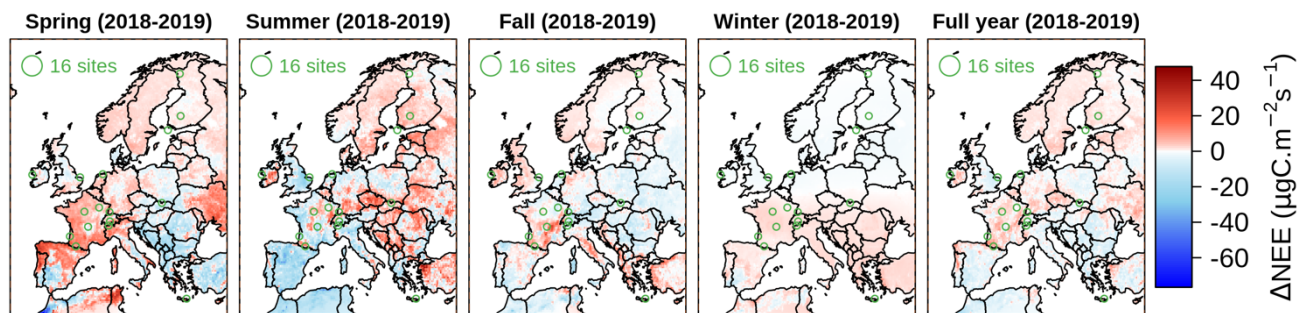 Spring (2018-2019)
Summer (2018-2019)
Fall (2018-2019)
Winter (2018-2019)
Full year (2018-2019)
16 sites
16 sites
16 sites
16 sites
16 sites
40
20
0
-20
-40
-60
ΔNEE (µgC.m⁻²s⁻¹)